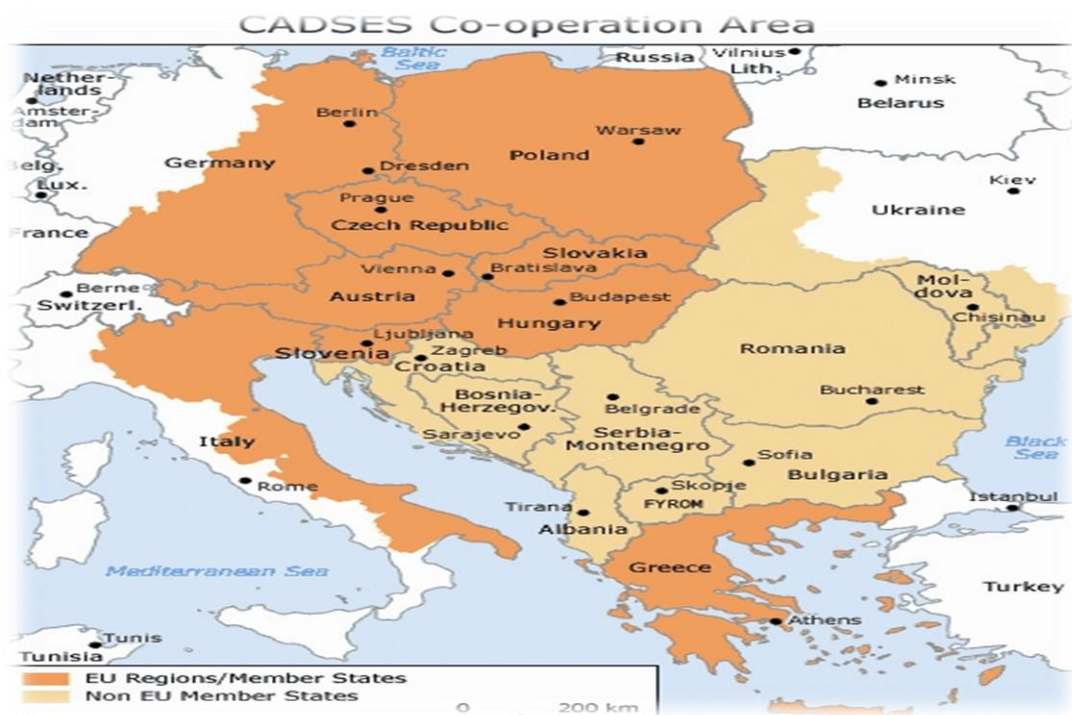 CADSES Co-operation Area
Baltic
Sea
Russia
Vilnius
Lith.
Minsk
Belarus
Nether-
lands
Amster-
dam
Berlin
Warsaw
Germany
Dresden
Poland
Belg.
Lux.
Kiev
Ukraine
Prague
Czech Republic
France
Slovakia
Vienna
Bratislava
Berne
Switzerl.
Austria
Budapest
Hungary
Mol-
dova
Chisinau
Ljubljana
Slovenia
Zagreb
Croatia
Romania
Bosnia-
Herzegov.
Belgrade
Bucharest
Sarajevo
Serbia-
Montenegro
Italy
Sofia
Bulgaria
Black
Sea
Rome
Skopje
FYROM
Tirana
Albania
Istanbul
Mediterranean Sea
Greece
Turkey
Athens
Tunis
Tunisia
EU Regions/Member States
Non EU Member States
0 200 km